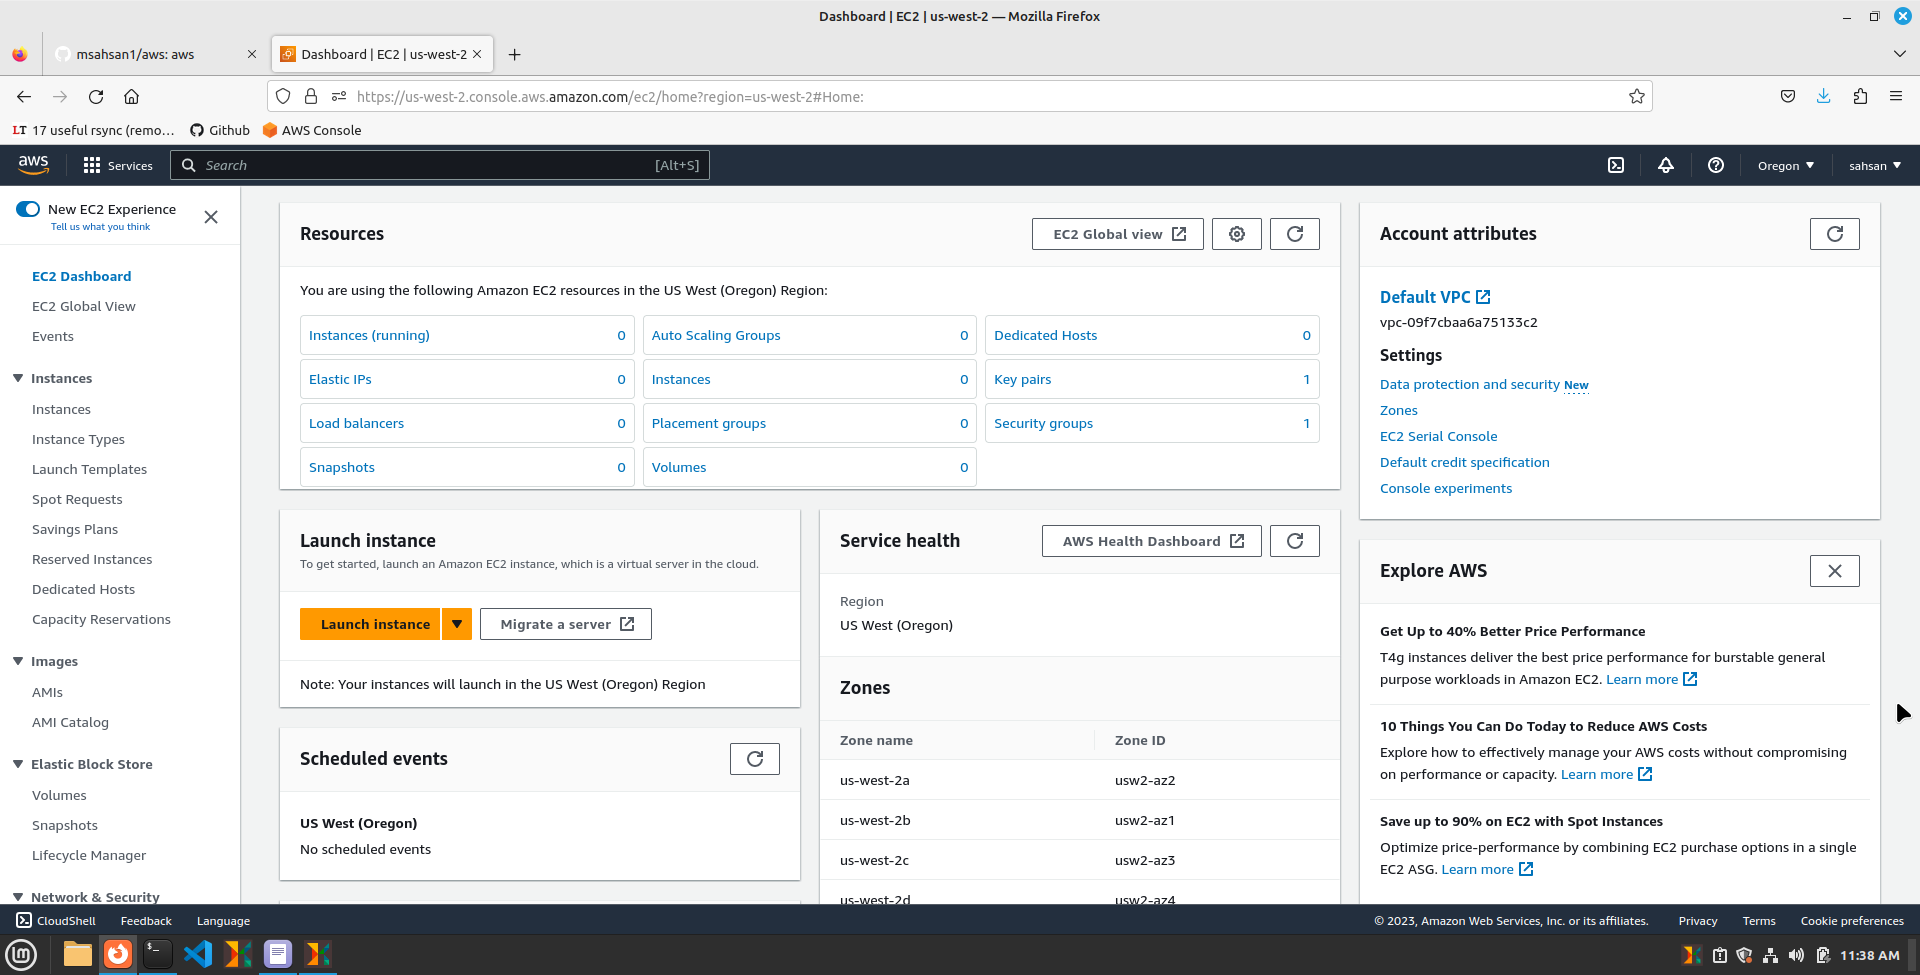 Dashboard | EC2 | us-west-2 — Mozilla Firefox
msahsan1/aws: aws
Dashboard | EC2 | us-west-2
https://us-west-2.console.aws.amazon.com/ec2/home?region=us-west-2#Home:
LT 17 useful rsync (remo... Github AWS Console
aws Services Search [Alt+S] Oregon sahsan
New EC2 Experience
Tell us what you think
EC2 Dashboard
EC2 Global View
Events
Instances
Instances
Instance Types
Launch Templates
Spot Requests
Savings Plans
Reserved Instances
Dedicated Hosts
Capacity Reservations
Images
AMIs
AMI Catalog
Elastic Block Store
Volumes
Snapshots
Lifecycle Manager
Network & Security
Resources
EC2 Global view
You are using the following Amazon EC2 resources in the US West (Oregon) Region:
Instances (running) 0 Auto Scaling Groups 0 Dedicated Hosts 0
Elastic IPs 0 Instances 0 Key pairs 1
Load balancers 0 Placement groups 0 Security groups 1
Snapshots 0 Volumes 0
Launch instance
To get started, launch an Amazon EC2 instance, which is a virtual server in the cloud.
Launch instance Migrate a server
Note: Your instances will launch in the US West (Oregon) Region
Scheduled events
US West (Oregon)
No scheduled events
Service health
AWS Health Dashboard
Region
US West (Oregon)
Zones
Zone name Zone ID
us-west-2a usw2-az2
us-west-2b usw2-az1
us-west-2c usw2-az3
us-west-2d usw2-az4
Account attributes
Default VPC
vpc-09f7cbaa6a75133c2
Settings
Data protection and security New
Zones
EC2 Serial Console
Default credit specification
Console experiments
Explore AWS
Get Up to 40% Better Price Performance
T4g instances deliver the best price performance for burstable general
purpose workloads in Amazon EC2. Learn more
10 Things You Can Do Today to Reduce AWS Costs
Explore how to effectively manage your AWS costs without compromising
on performance or capacity. Learn more
Save up to 90% on EC2 with Spot Instances
Optimize price-performance by combining EC2 purchase options in a single
EC2 ASG. Learn more
CloudShell Feedback Language © 2023, Amazon Web Services, Inc. or its affiliates. Privacy Terms Cookie preferences
11:38 AM